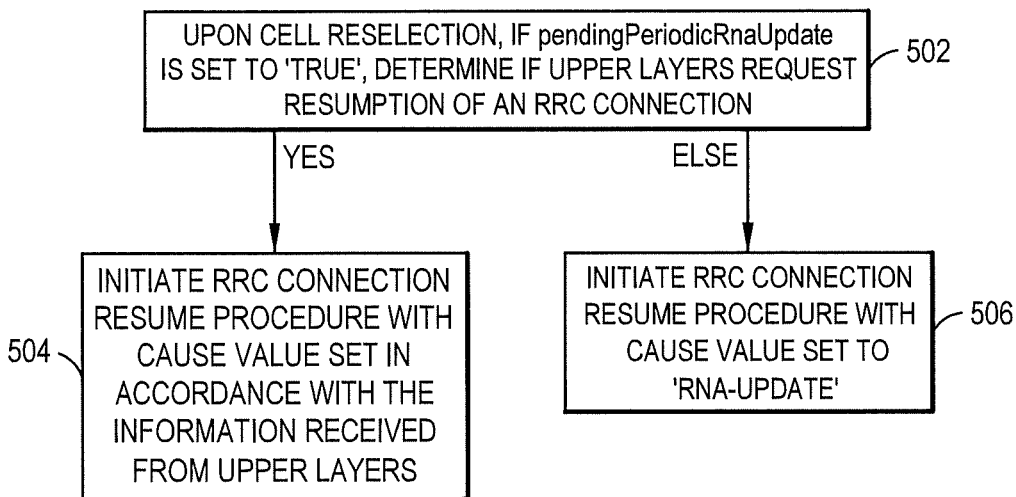 UPON CELL RESELECTION, IF pendingPeriodicRnaUpdate
IS SET TO 'TRUE', DETERMINE IF UPPER LAYERS REQUEST
RESUMPTION OF AN RRC CONNECTION
502
YES
ELSE
INITIATE RRC CONNECTION
RESUME PROCEDURE WITH
CAUSE VALUE SET IN
ACCORDANCE WITH THE
INFORMATION RECEIVED
FROM UPPER LAYERS
504
INITIATE RRC CONNECTION
RESUME PROCEDURE WITH
CAUSE VALUE SET TO
'RNA-UPDATE'
506